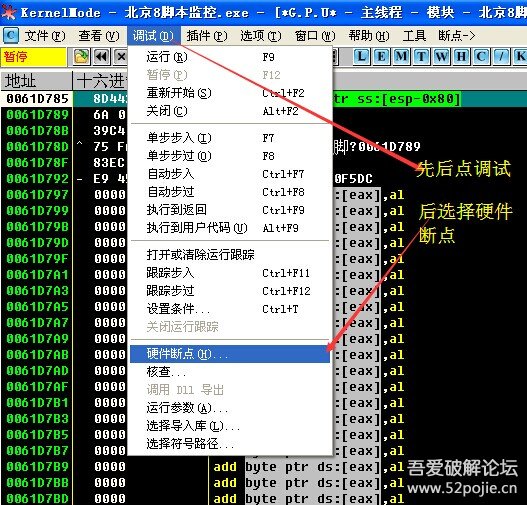 KernelMode - 北京8脚本监控.exe - [*G.P.U* - 主线程 - 模块 - 北京8脚
C 文件(F) 查看(V) 调试(D) 插件(P) 选项(T) 窗口(W) 帮助(H) 工具 断点->
暂停 L E M T W H C / K
地址 十六进
0061D785 8D44 tr ss:[esp-0x80]
0061D789 6A 0
0061D78B 39C4
0061D78D ^ 75 F 脚?0061D789
0061D78F 83EC
0061D792 - E9 45 0F5DC
0061D797 0000 s:[eax],al
0061D799 0000 s:[eax],al
0061D79B 0000 s:[eax],al
0061D79D 0000 s:[eax],al
0061D79F 0000 s:[eax],al
0061D7A1 0000 s:[eax],al
0061D7A3 0000 s:[eax],al
0061D7A5 0000 s:[eax],al
0061D7A7 0000 s:[eax],al
0061D7A9 0000 s:[eax],al
0061D7AB 0000 s:[eax],al
0061D7AD 0000 s:[eax],al
0061D7AF 0000 s:[eax],al
0061D7B1 0000 s:[eax],al
0061D7B3 0000 s:[eax],al
0061D7B5 0000 s:[eax],al
0061D7B7 0000 s:[eax],al
0061D7B9 0000 add byte ptr ds:[eax],al
0061D7BB 0000 add byte ptr ds:[eax],al
0061D7BD 0000 add byte ptr ds:[eax],al
运行(R) F9
暂停(P) F12
重新开始(S) Ctrl+F2
关闭(C) Alt+F2
单步步入(I) F7
单步步过(O) F8
自动步入 Ctrl+F7
自动步过 Ctrl+F8
执行到返回 Ctrl+F9
执行到用户代码(U) Alt+F9
打开或清除运行跟踪
跟踪步入 Ctrl+F11
跟踪步过 Ctrl+F12
设置条件... Ctrl+T
关闭运行跟踪
硬件断点(H)...
核查...
调用 Dll 导出
运行参数(A)...
选择导入库(L)...
选择符号路径...
先后点调试
后选择硬件
断点
吾爱破解论坛
www.52pojie.cn